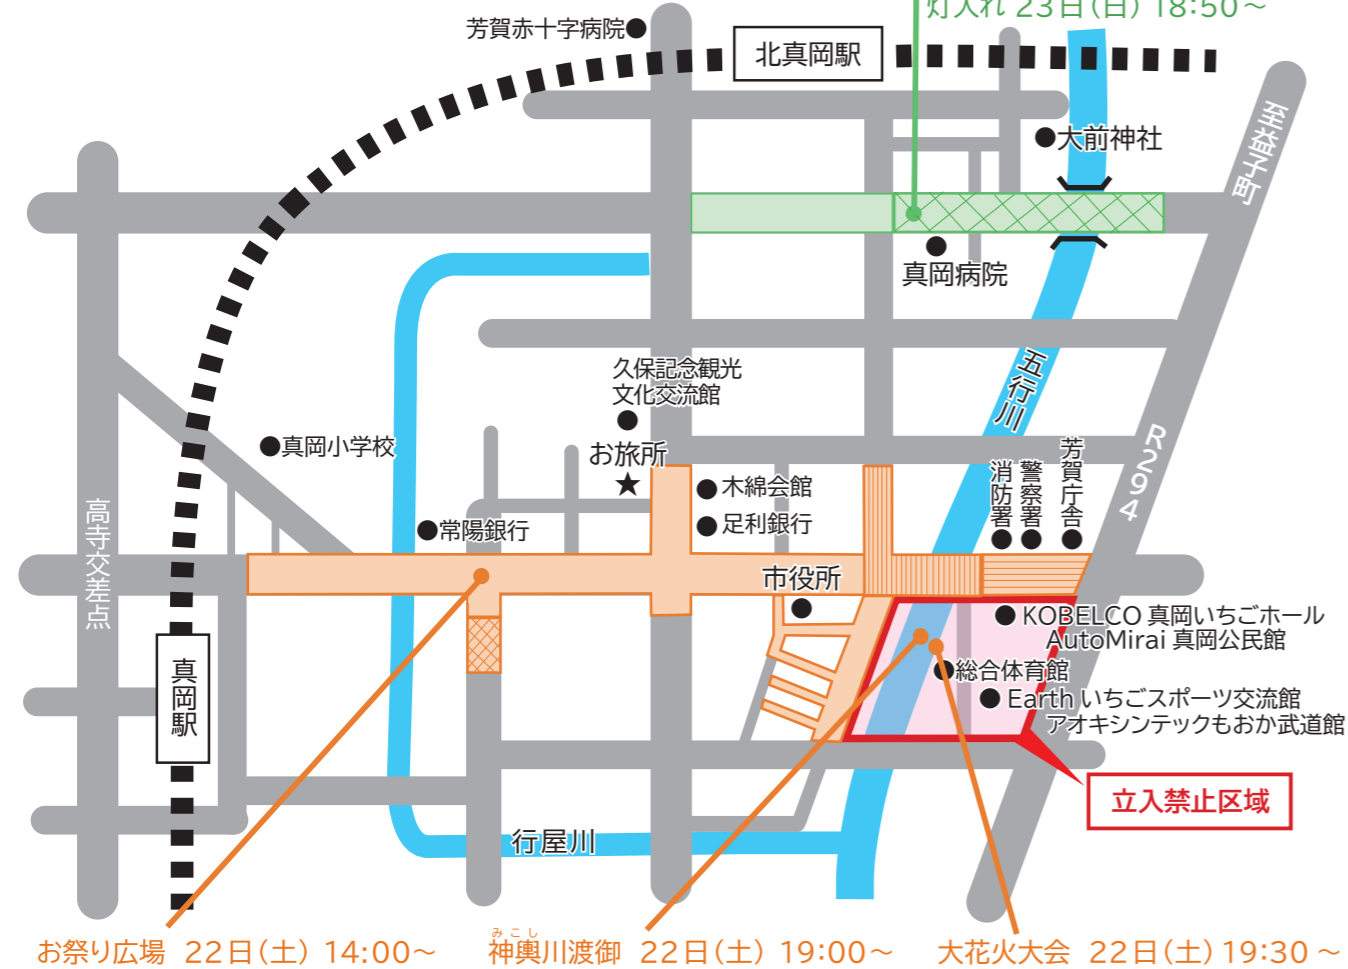 灯入れ 23日(日) 18:50～
芳賀赤十字病院
北真岡駅
大前神社
至益子町
真岡病院
五行川
久保記念観光
文化交流館
お旅所
★
真岡小学校
木綿会館
足利銀行
常陽銀行
高寺交差点
消防署
警察署
芳賀庁舎
R294
市役所
KOBELCO 真岡いちごホール
AutoMirai 真岡公民館
総合体育館
Earth いちごスポーツ交流館
アオキシンテックもおか武道館
真岡駅
立入禁止区域
行屋川
お祭り広場 22日(土) 14:00～
みこし
神輿川渡御 22日(土) 19:00～
大花火大会 22日(土) 19:30～